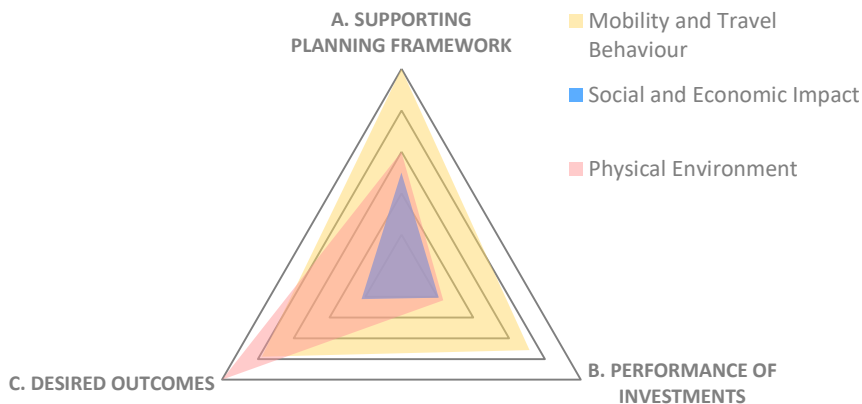 A. SUPPORTING
PLANNING FRAMEWORK
Mobility and Travel
Behaviour
Social and Economic Impact
Physical Environment
B. PERFORMANCE OF
INVESTMENTS
C. DESIRED OUTCOMES